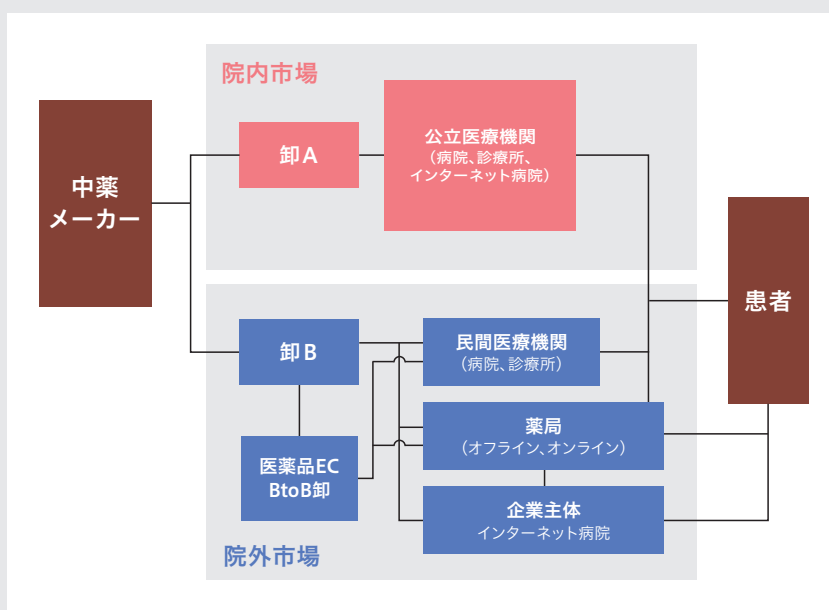 院内市場
中薬
メーカー
卸A
公立医療機関
(病院、診療所、
インターネット病院)
患者
卸B
民間医療機関
(病院、診療所)
薬局
(オフライン、オンライン)
医薬品EC
BtoB卸
企業主体
インターネット病院
院外市場